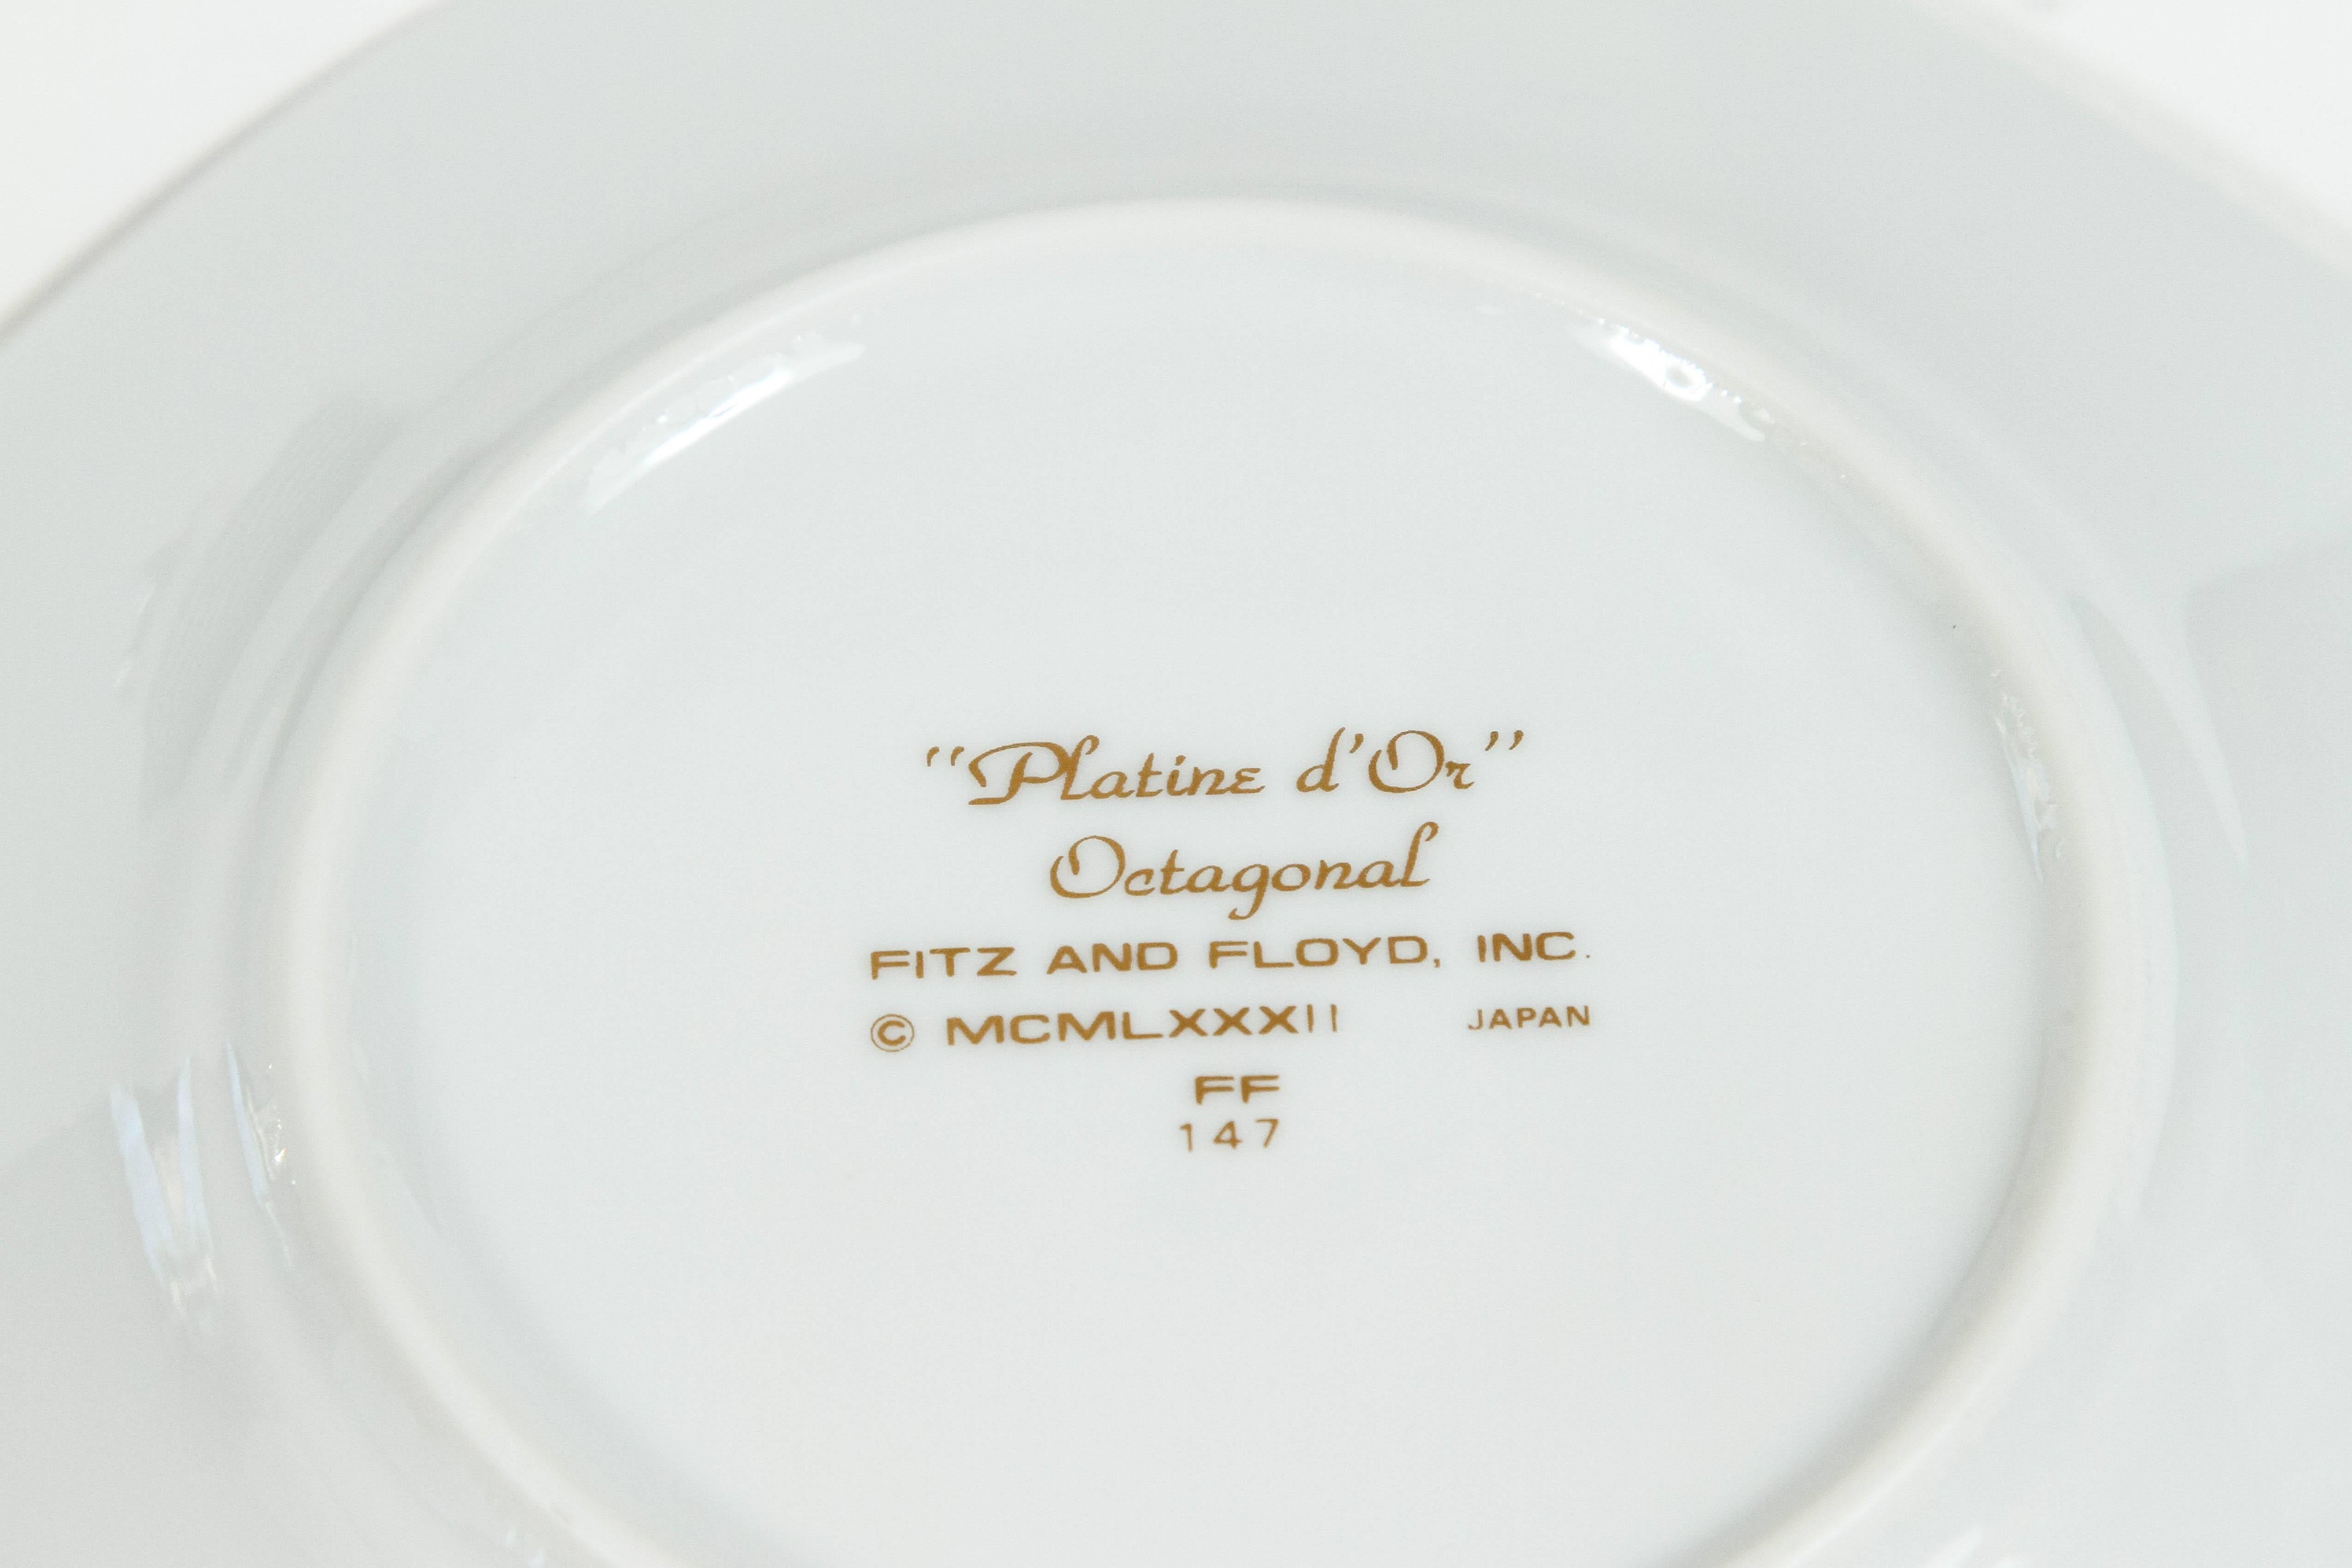 "Platine d'Or"
Octagonal
FITZ AND FLOYD, INC.
© MCMLXXXII JAPAN
FF
147